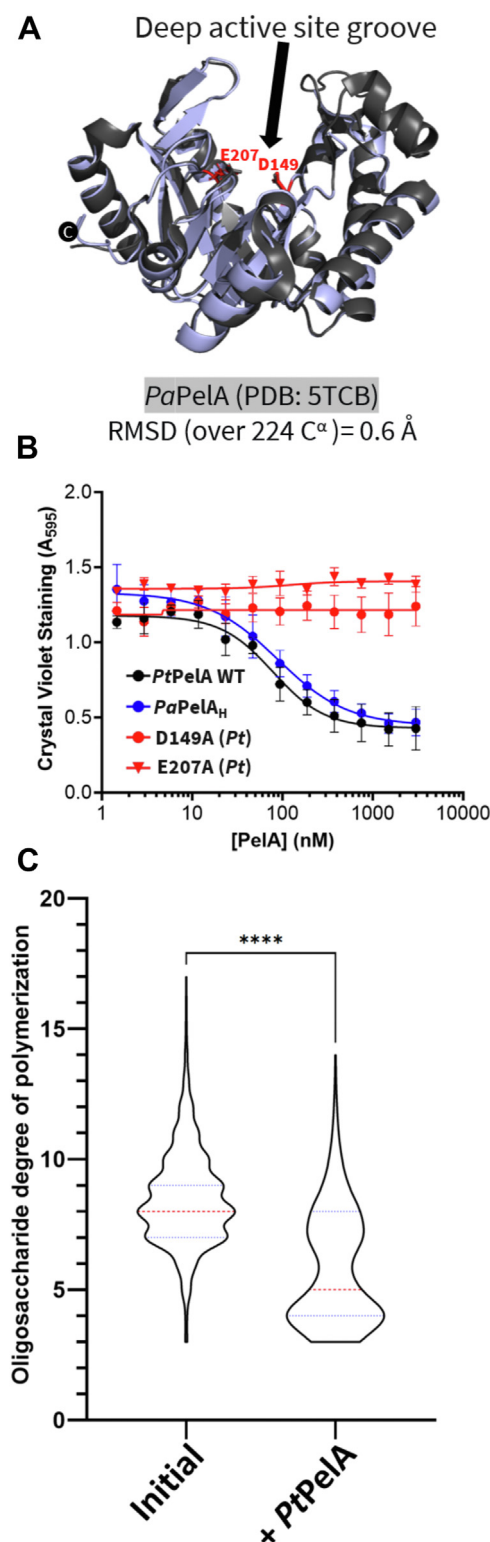 A
Deep active site groove
E207 D149
C
PaPelA (PDB: 5TCB)
RMSD (over 224 Cα)= 0.6 Å
B
Crystal Violet Staining (A595)
2.0
1.5
1.0
0.5
0.0
PtPelA WT
PaPelAH
D149A (Pt)
E207A (Pt)
1 10 100 1000 10000
[PelA] (nM)
C
Oligosaccharide degree of polymerization
20
15
10
5
0
****
Initial
+ PtPelA